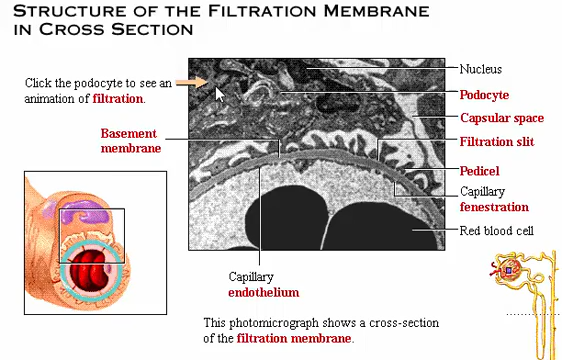 STRUCTURE OF THE FILTRATION MEMBRANE
IN CROSS SECTION
Click the podocyte to see an
animation of filtration.
Nucleus
Podocyte
Capsular space
Filtration slit
Basement
membrane
Pedicel
Capillary
fenestration
Red blood cell
Capillary
endothelium
This photomicrograph shows a cross-section
of the filtration membrane.